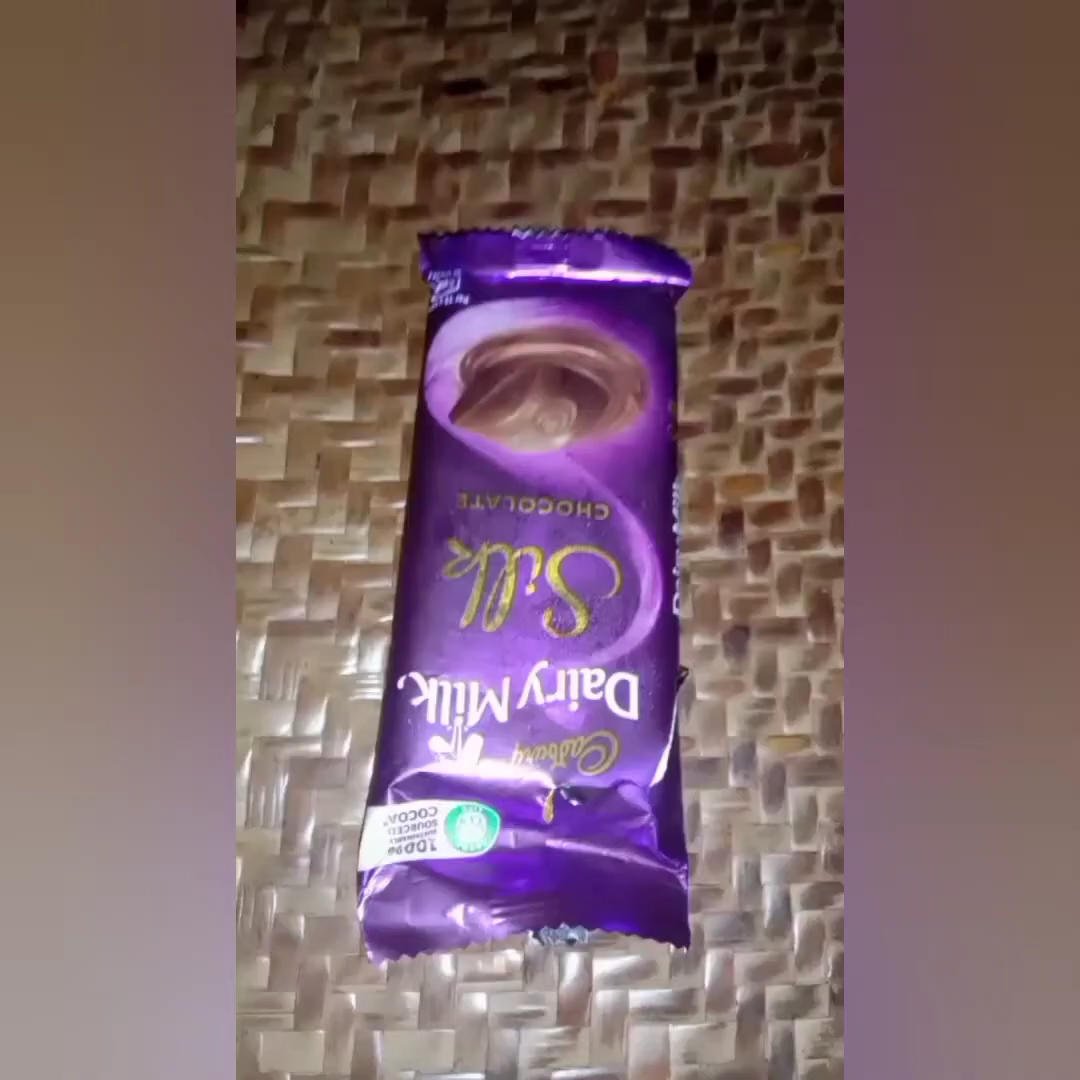 100%
SUSTAINABLY
SOURCED
COCOA*
Cadbury
Dairy Milk
Silk
CHOCOLATE